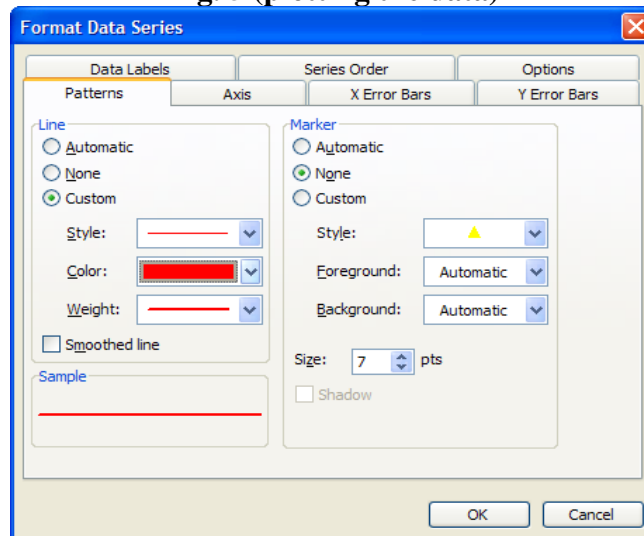 Format Data Series
Data Labels Series Order Options
Patterns Axis X Error Bars Y Error Bars
Line
Automatic
None
Custom
Style:
Color:
Weight:
Smoothed line
Sample
Marker
Automatic
None
Custom
Style:
Foreground: Automatic
Background: Automatic
Size: 7 pts
Shadow
OK Cancel